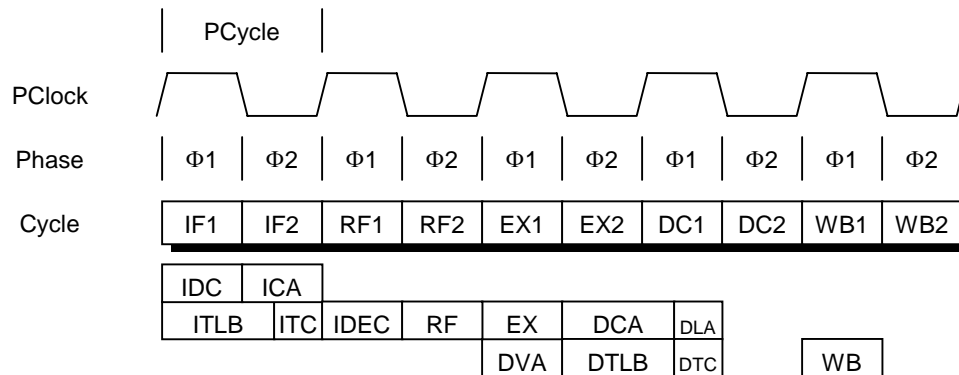 PCycle
PClock
Phase Φ1 Φ2 Φ1 Φ2 Φ1 Φ2 Φ1 Φ2 Φ1 Φ2
Cycle IF1 IF2 RF1 RF2 EX1 EX2 DC1 DC2 WB1 WB2
IDC ICA
ITLB ITC IDEC RF EX DCA DLA
DVA DTLB DTC WB